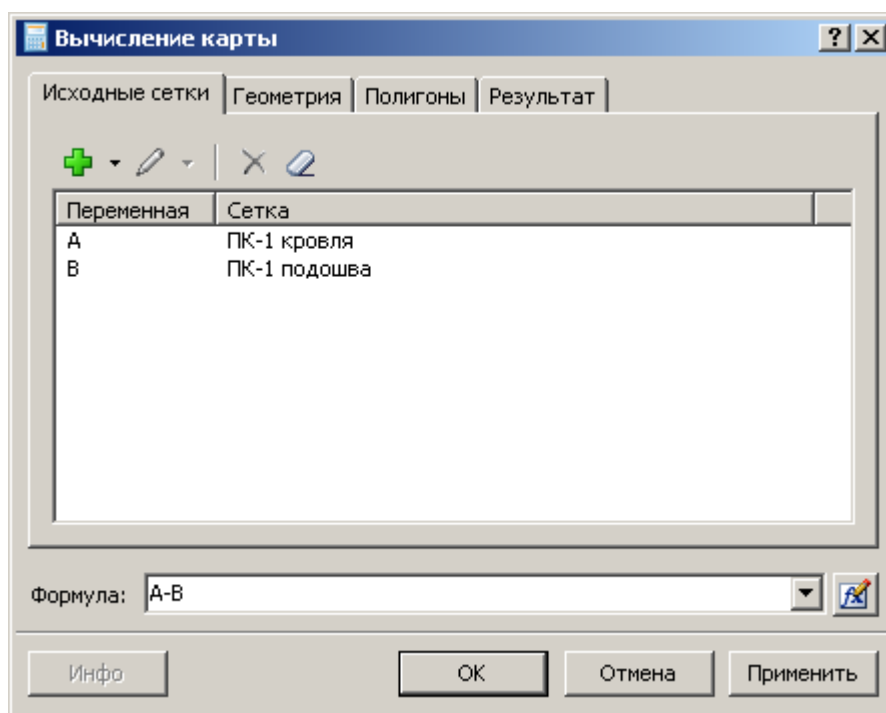 Вычисление карты
Исходные сетки Геометрия Полигоны Результат
Переменная Сетка
A ПК-1 кровля
B ПК-1 подошва
Формула: A-B
Инфо OK Отмена Применить